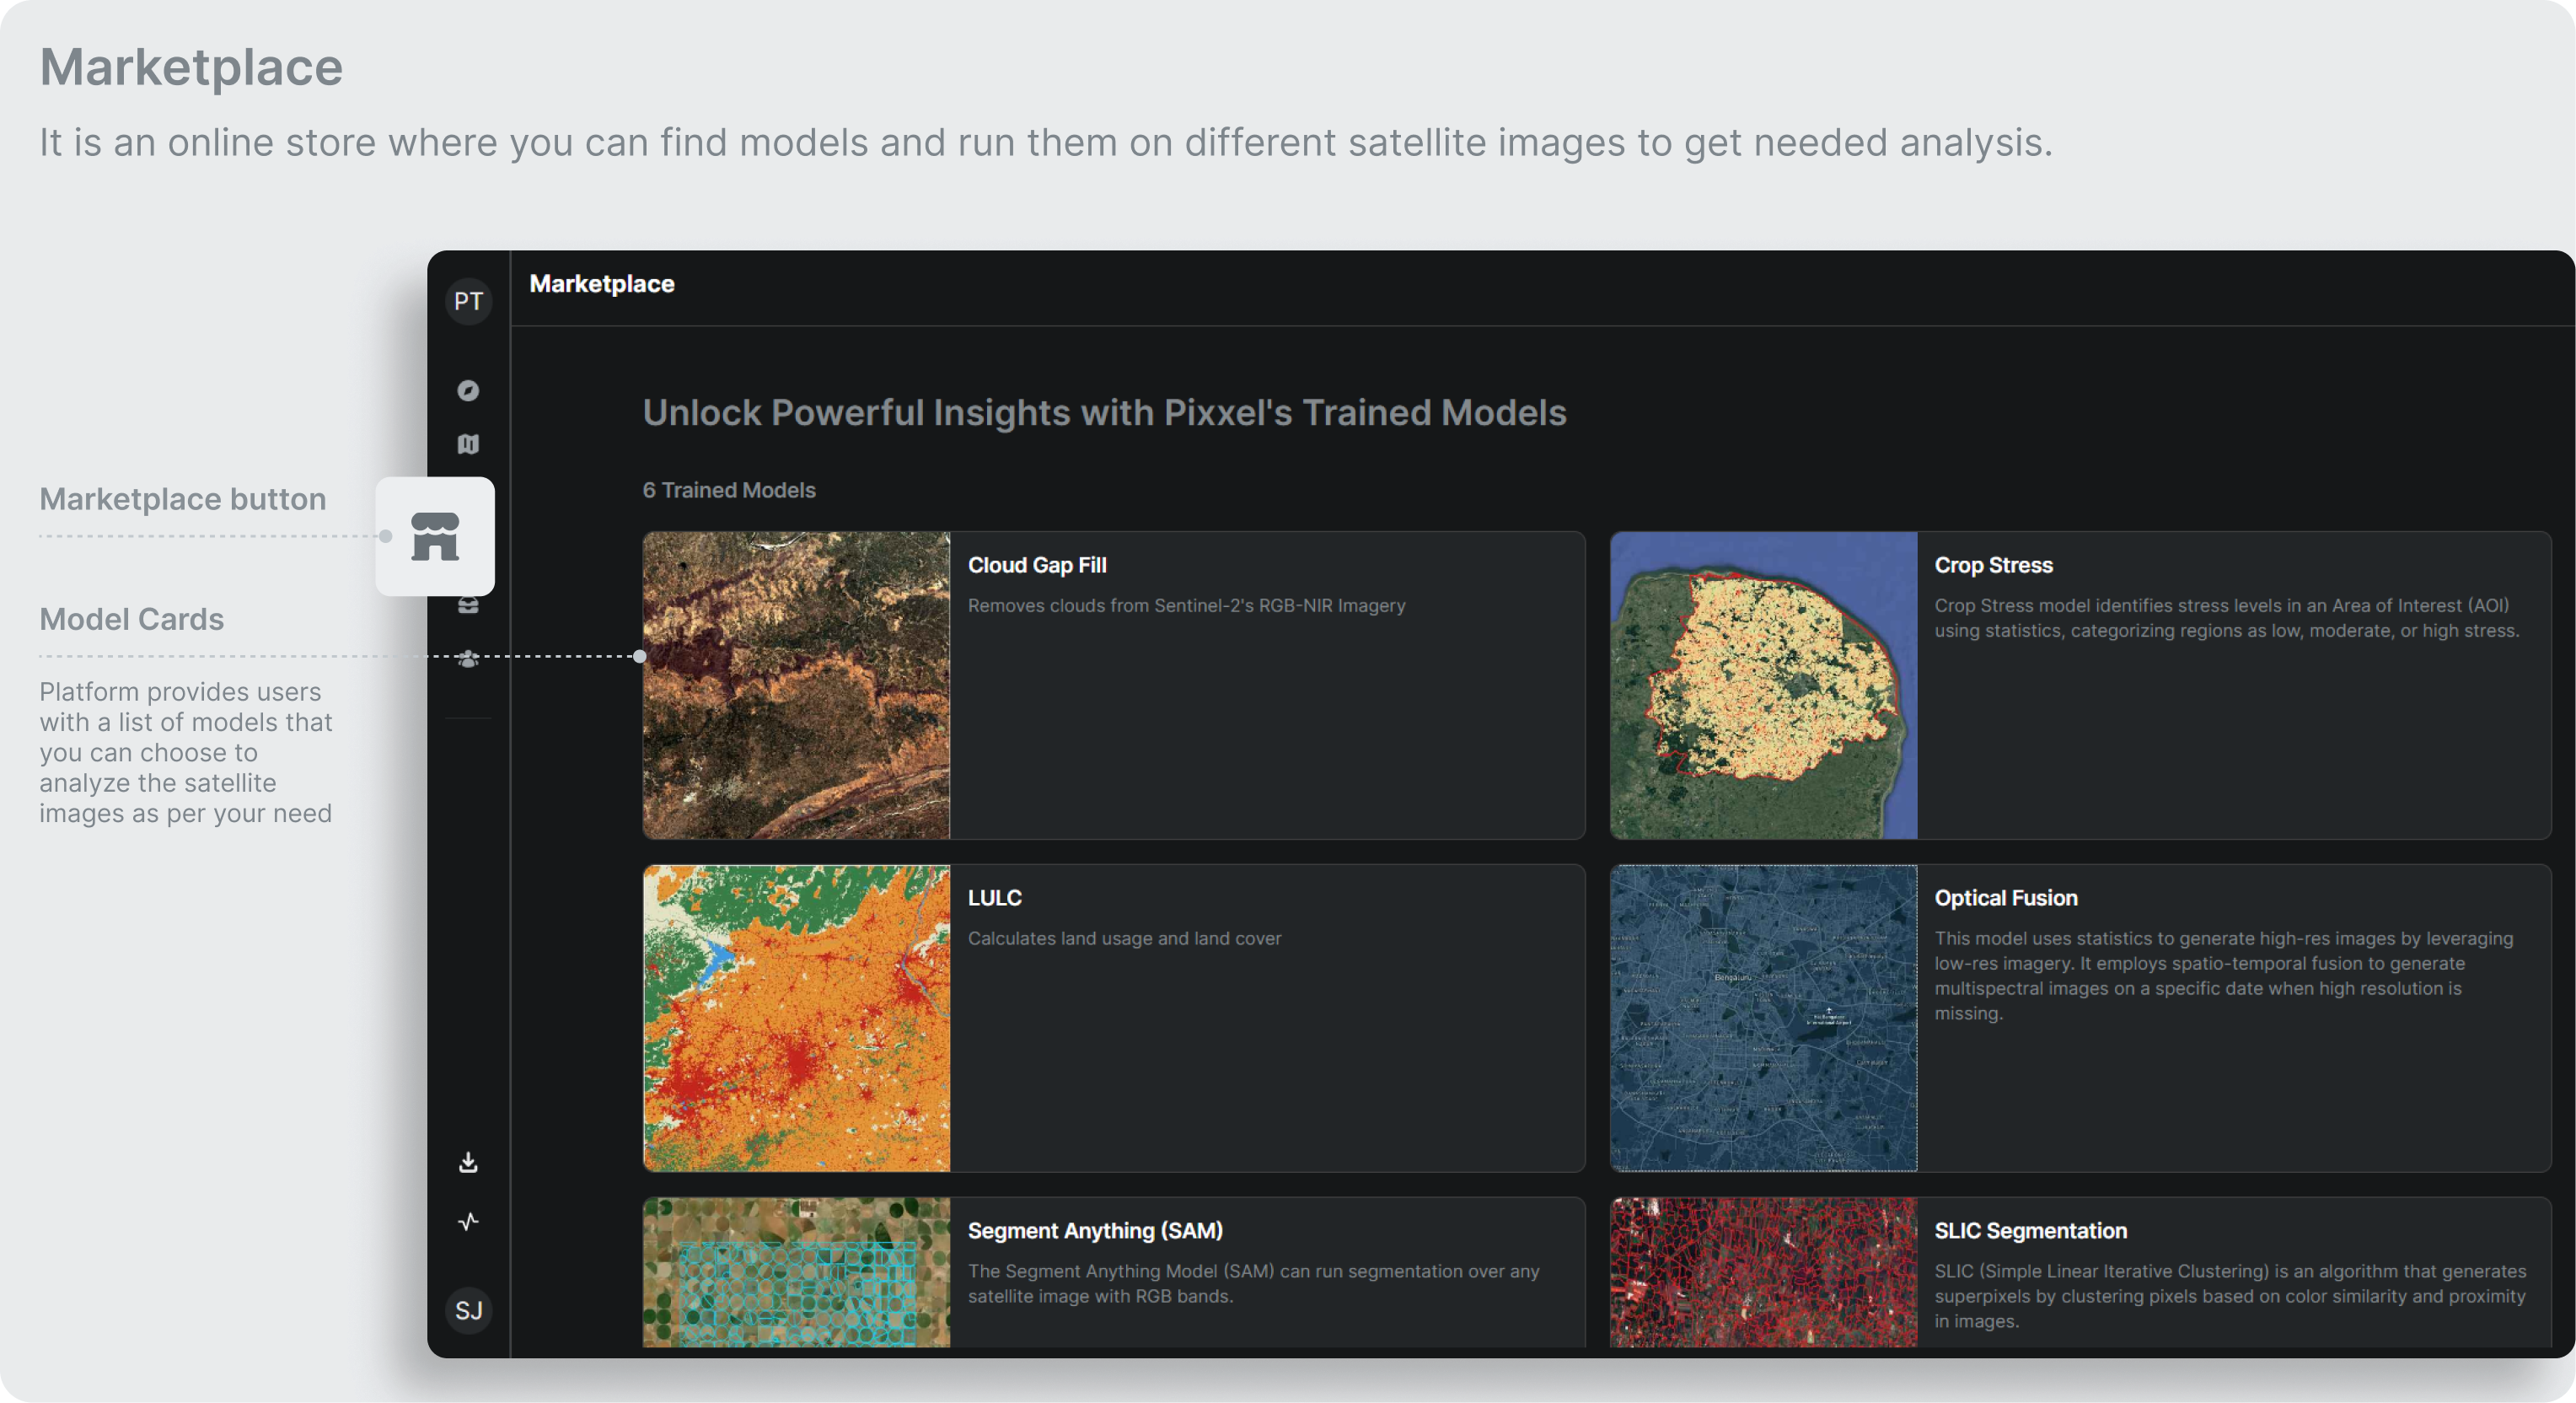 Marketplace
It is an online store where you can find models and run them on different satellite images to get needed analysis.
Marketplace button
Model Cards
Platform provides users
with a list of models that
you can choose to
analyze the satellite
images as per your need
PT
Marketplace
Unlock Powerful Insights with Pixxel's Trained Models
6 Trained Models
Cloud Gap Fill
Removes clouds from Sentinel-2's RGB-NIR Imagery
Crop Stress
Crop Stress model identifies stress levels in an Area of Interest (AOI)
using statistics, categorizing regions as low, moderate, or high stress.
LULC
Calculates land usage and land cover
Bengaluru
Optical Fusion
This model uses statistics to generate high-res images by leveraging
low-res imagery. It employs spatio-temporal fusion to generate
multispectral images on a specific date when high resolution is
missing.
Segment Anything (SAM)
The Segment Anything Model (SAM) can run segmentation over any
satellite image with RGB bands.
SLIC Segmentation
SLIC (Simple Linear Iterative Clustering) is an algorithm that generates
superpixels by clustering pixels based on color similarity and proximity
in images.
SJ